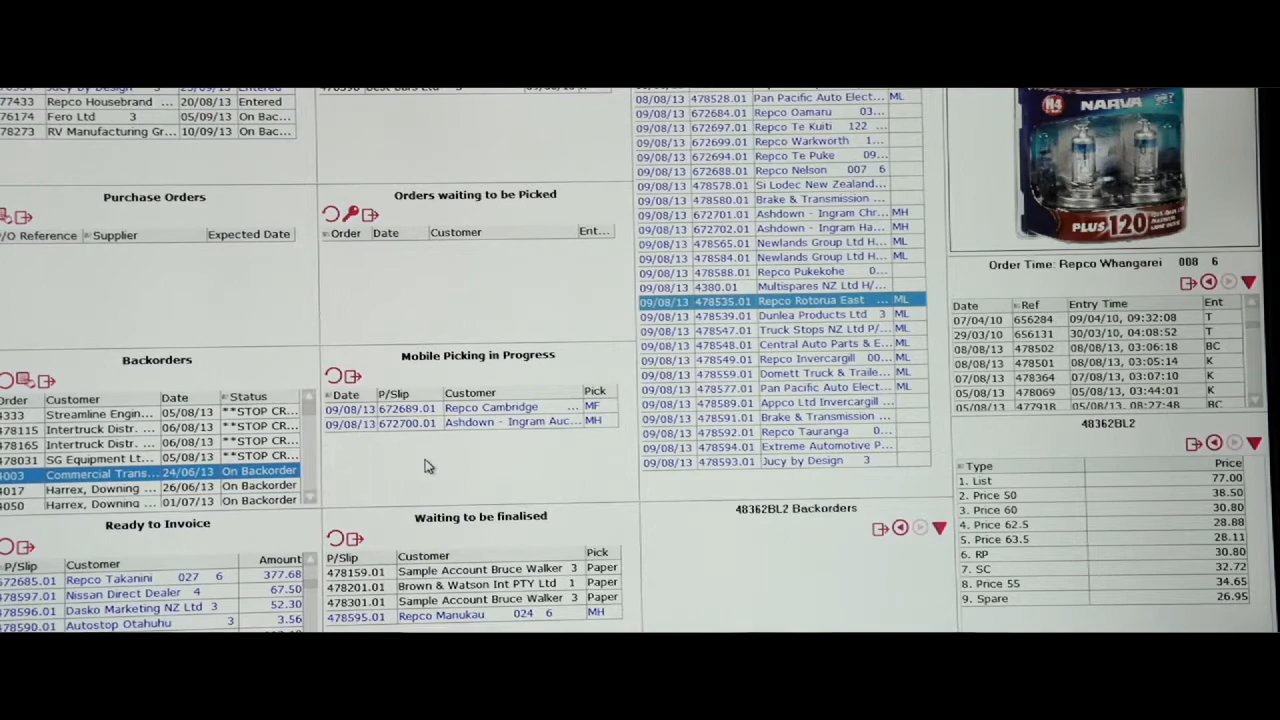 77433 Repco Housebrand ... 20/08/13 Entered
76174 Fero Ltd 3 05/09/13 On Bac...
78273 RV Manufacturing Gr... 10/09/13 On Bac...
Purchase Orders
P/O Reference Supplier Expected Date
Backorders
Order Customer Date Status
4333 Streamline Engin... 05/08/13 **STOP CR...
478115 Intertruck Distr. ... 06/08/13 **STOP CR...
478165 Intertruck Distr. ... 06/08/13 **STOP CR...
478031 SG Equipment Lt... 05/08/13 **STOP CR...
4003 Commercial Trans... 24/06/13 On Backorder
4017 Harrex, Downing ... 26/06/13 On Backorder
4050 Harrex, Downing ... 01/07/13 On Backorder
Ready to Invoice
P/Slip Customer Amount
672685.01 Repco Takanini 027 6 377.68
478597.01 Nissan Direct Dealer 4 67.50
478596.01 Dasko Marketing NZ Ltd 3 52.30
478590.01 Autostop Otahuhu 3 3.56
Orders waiting to be Picked
Order Date Customer Ent...
Mobile Picking in Progress
Date P/Slip Customer Pick
09/08/13 672689.01 Repco Cambridge ... MF
09/08/13 672700.01 Ashdown - Ingram Auc... MH
Waiting to be finalised
P/Slip Customer Pick
478159.01 Sample Account Bruce Walker 3 Paper
478201.01 Brown & Watson Int PTY Ltd 1 Paper
478301.01 Sample Account Bruce Walker 3 Paper
478595.01 Repco Manukau 024 6 MH
08/08/13 478528.01 Pan Pacific Auto Elect... ML
09/08/13 672684.01 Repco Oamaru 03...
09/08/13 672697.01 Repco Te Kuiti 122 ...
09/08/13 672699.01 Repco Warkworth 1...
09/08/13 672694.01 Repco Te Puke 09...
09/08/13 672688.01 Repco Nelson 007 6
09/08/13 478578.01 Si Lodec New Zealand...
09/08/13 478580.01 Brake & Transmission ...
09/08/13 672701.01 Ashdown - Ingram Chr... MH
09/08/13 672702.01 Ashdown - Ingram Ha... MH
09/08/13 478565.01 Newlands Group Ltd H... ML
09/08/13 478584.01 Newlands Group Ltd H... ML
09/08/13 478588.01 Repco Pukekohe 0...
09/08/13 4380.01 Multispares NZ Ltd H/...
09/08/13 478535.01 Repco Rotorua East ... ML
09/08/13 478539.01 Dunlea Products Ltd 3 ML
09/08/13 478547.01 Truck Stops NZ Ltd P/... ML
09/08/13 478548.01 Central Auto Parts & E... ML
09/08/13 478549.01 Repco Invercargill 00... ML
09/08/13 478559.01 Domett Truck & Traile... ML
09/08/13 478577.01 Pan Pacific Auto Elect... ML
09/08/13 478589.01 Appco Ltd Invercargill ...
09/08/13 478591.01 Brake & Transmission ...
09/08/13 478592.01 Repco Tauranga 0...
09/08/13 478594.01 Extreme Automotive P...
09/08/13 478593.01 Jucy by Design 3
48362BL2 Backorders
H4 NARVA
PLUS 120
Order Time: Repco Whangarei 008 6
Date Ref Entry Time Ent
07/04/10 656284 09/04/10, 09:32:08 T
29/03/10 656131 30/03/10, 04:08:52 T
08/08/13 478502 08/08/13, 03:06:18 BC
08/08/13 478501 08/08/13, 03:05:14 K
07/08/13 478364 07/08/13, 03:07:10 K
05/08/13 478069 05/08/13, 03:44:01 K
05/08/13 477918 05/08/13, 08:27:48 BC
48362BL2
Type Price
1. List 77.00
2. Price 50 38.50
3. Price 60 30.80
4. Price 62.5 28.88
5. Price 63.5 28.11
6. RP 30.80
7. SC 32.72
8. Price 55 34.65
9. Spare 26.95